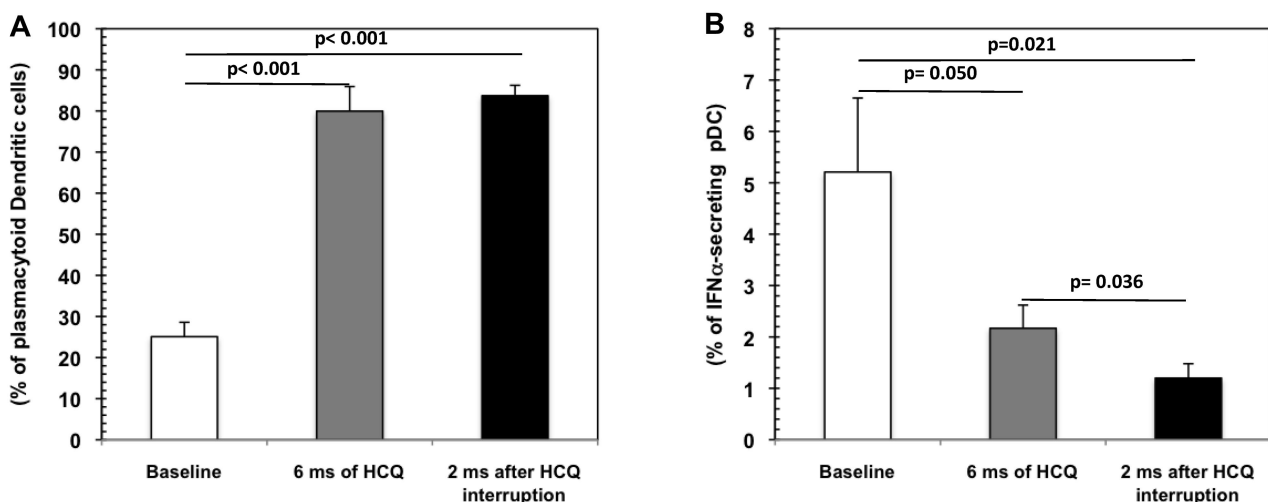 A
(% of plasmacytoid Dendritic cells)
100
90
80
70
60
50
40
30
20
10
0
p< 0.001
p< 0.001
Baseline
6 ms of HCQ
2 ms after HCQ
interruption
B
(% of IFNα-secreting pDC)
8
7
6
5
4
3
2
1
0
p=0.021
p= 0.050
p= 0.036
Baseline
6 ms of HCQ
2 ms after HCQ
interruption